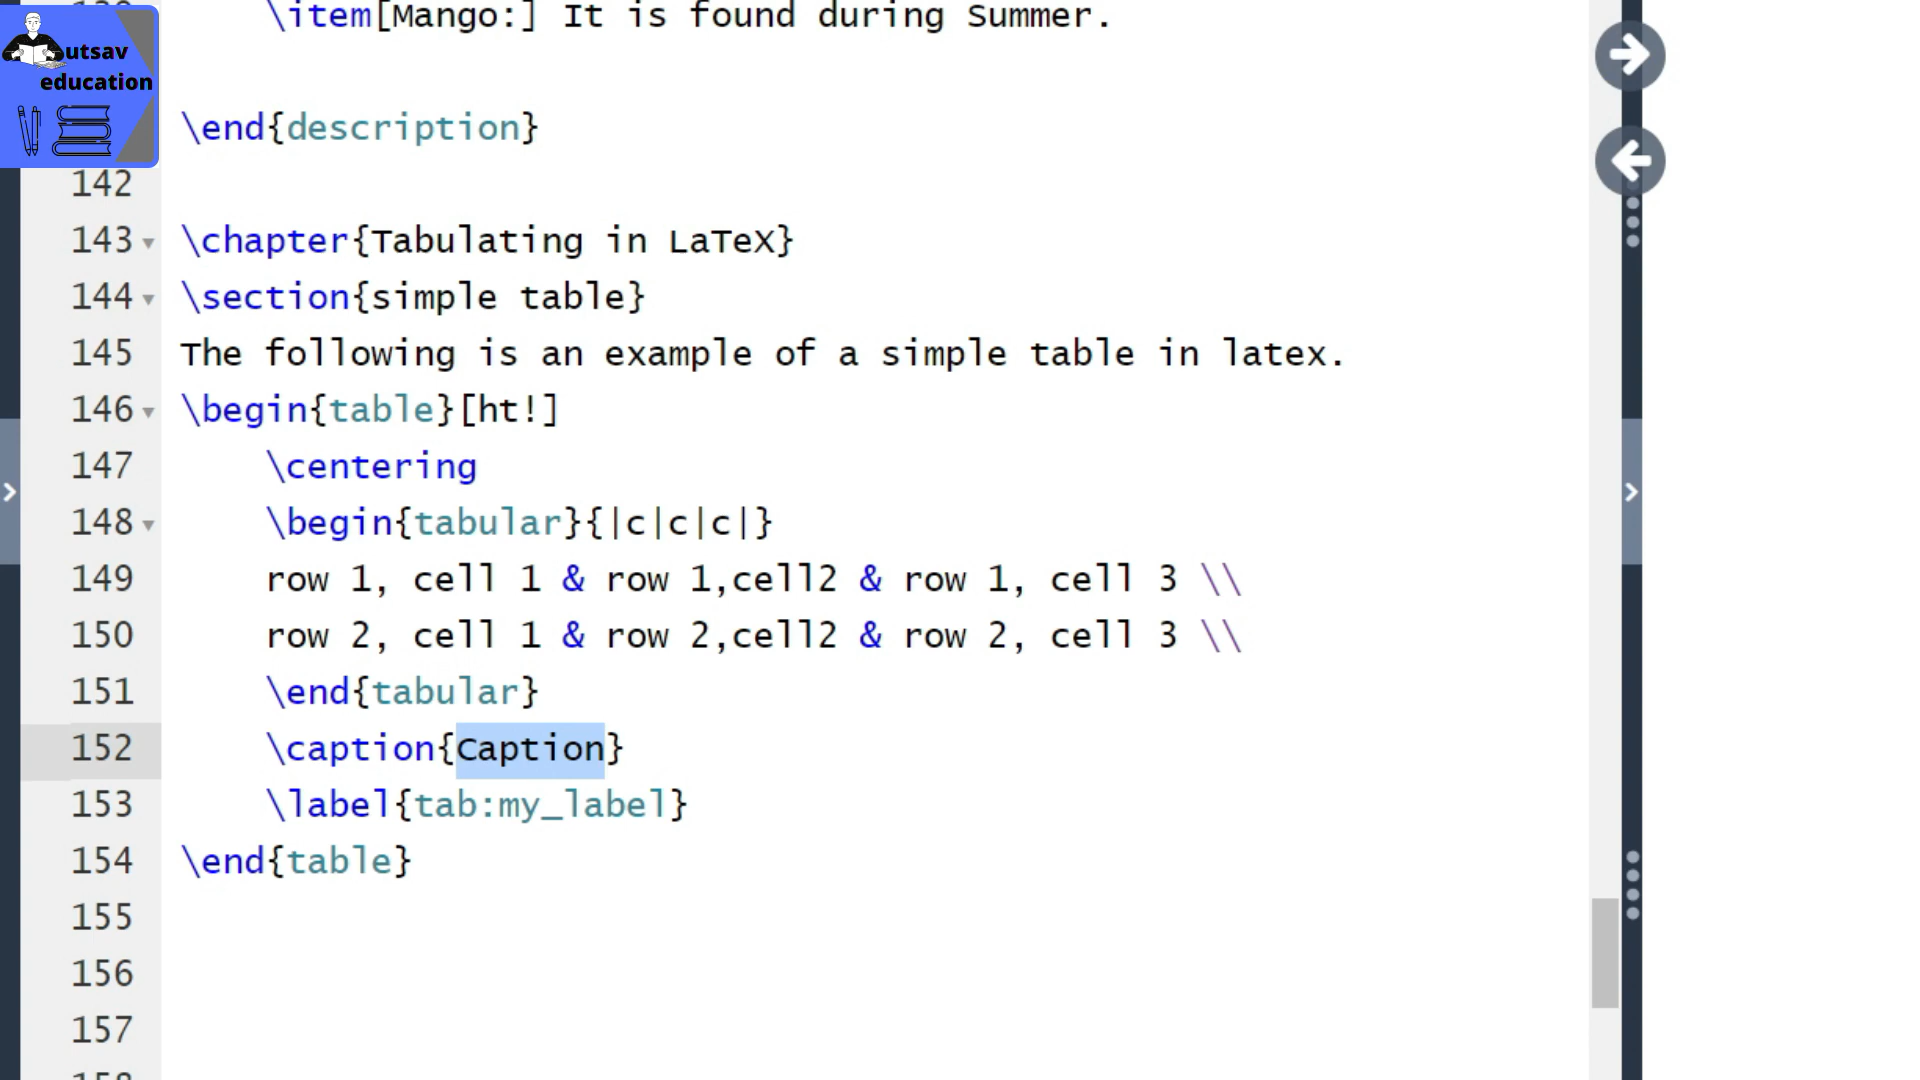 \item[Mango:] It is found during Summer.
utsav
education
\end{description}
142
143 \chapter{Tabulating in LaTeX}
144 \section{simple table}
145 The following is an example of a simple table in latex.
146 \begin{table}[ht!]
147 \centering
148 \begin{tabular}{|c|c|c|}
149 row 1, cell 1 & row 1,cell2 & row 1, cell 3 \\
150 row 2, cell 1 & row 2,cell2 & row 2, cell 3 \\
151 \end{tabular}
152 \caption{Caption}
153 \label{tab:my_label}
154 \end{table}
155
156
157